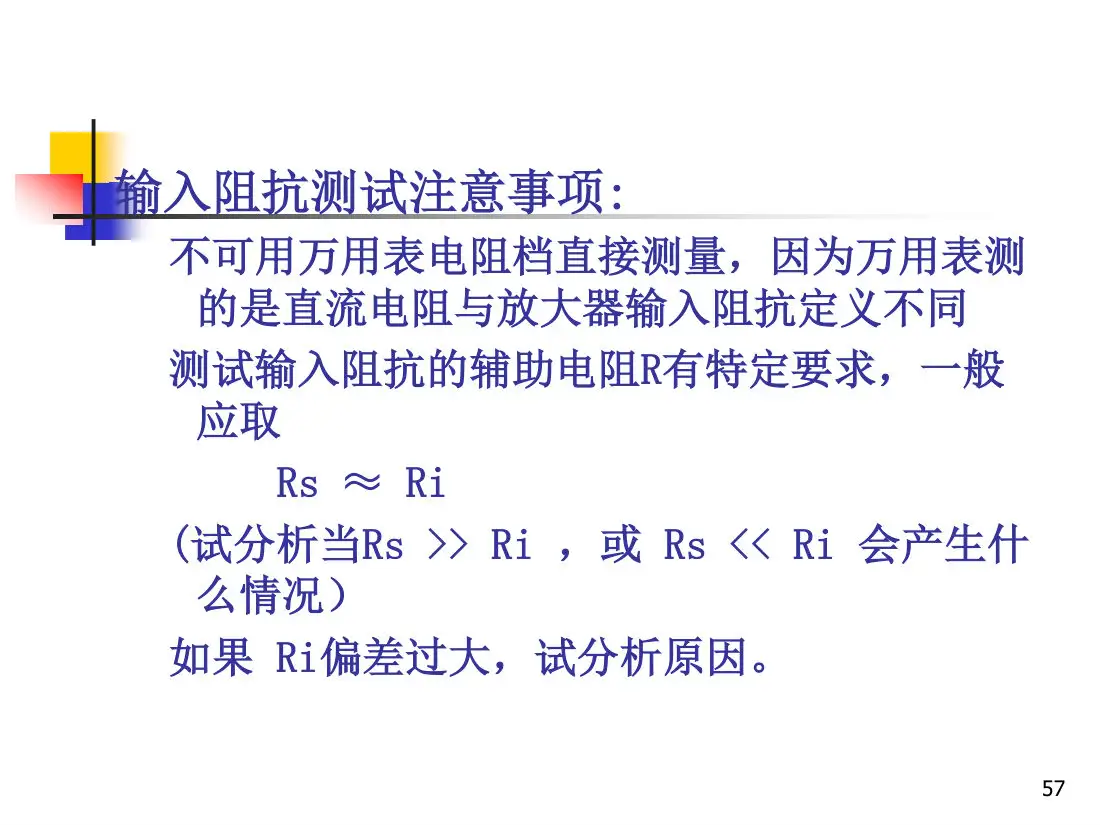 输入阻抗测试注意事项:
不可用万用表电阻档直接测量，因为万用表测
的是直流电阻与放大器输入阻抗定义不同
测试输入阻抗的辅助电阻R有特定要求，一般
应取
Rs ≈ Ri
(试分析当Rs >> Ri ，或 Rs << Ri 会产生什
么情况）
如果 Ri偏差过大，试分析原因。
57